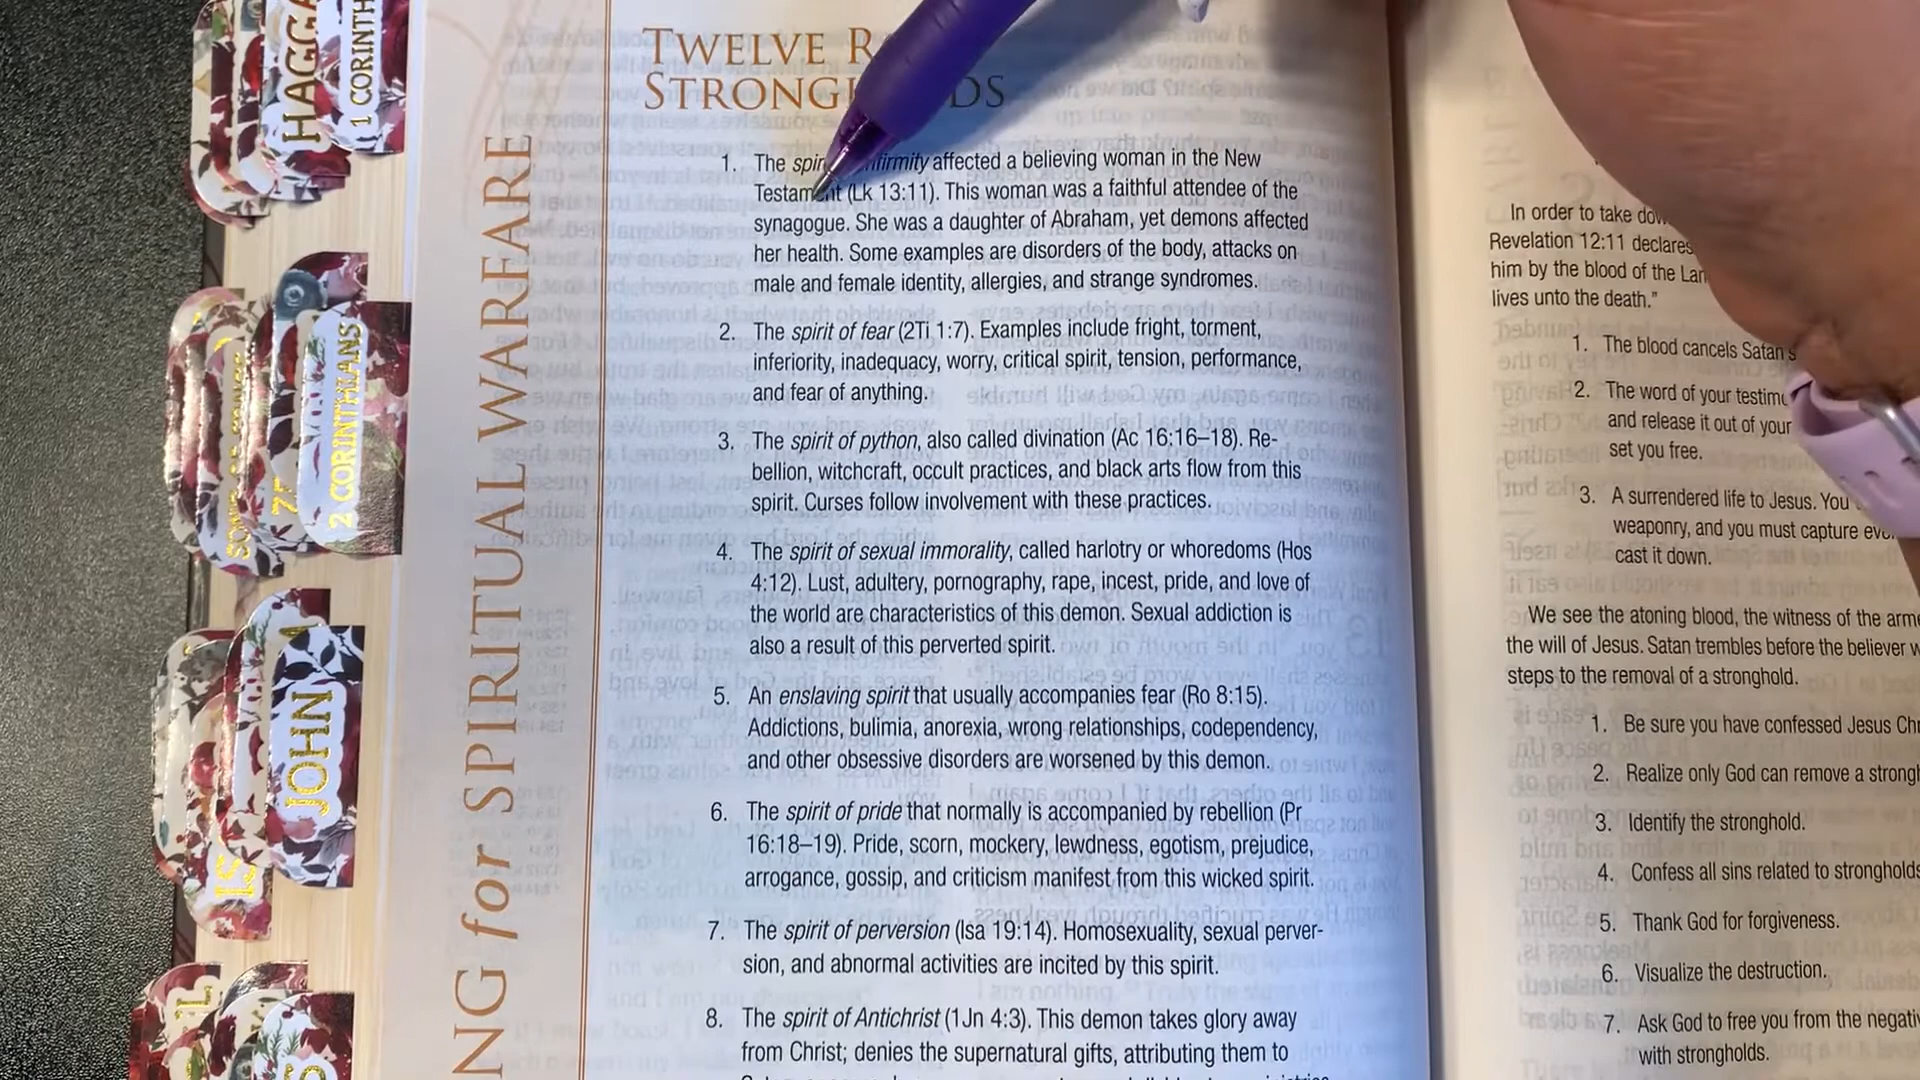 HAGGA
1 CORINTH
2 CORINTHIANS
JOHN
NG for SPIRITUAL WARFARE
TWELVE R
STRONG DS
1. The spir nfirmity affected a believing woman in the New
Testament (Lk 13:11). This woman was a faithful attendee of the
synagogue. She was a daughter of Abraham, yet demons affected
her health. Some examples are disorders of the body, attacks on
male and female identity, allergies, and strange syndromes.
2. The spirit of fear (2Ti 1:7). Examples include fright, torment,
inferiority, inadequacy, worry, critical spirit, tension, performance,
and fear of anything.
3. The spirit of python, also called divination (Ac 16:16–18). Re-
bellion, witchcraft, occult practices, and black arts flow from this
spirit. Curses follow involvement with these practices.
4. The spirit of sexual immorality, called harlotry or whoredoms (Hos
4:12). Lust, adultery, pornography, rape, incest, pride, and love of
the world are characteristics of this demon. Sexual addiction is
also a result of this perverted spirit.
5. An enslaving spirit that usually accompanies fear (Ro 8:15).
Addictions, bulimia, anorexia, wrong relationships, codependency,
and other obsessive disorders are worsened by this demon.
6. The spirit of pride that normally is accompanied by rebellion (Pr
16:18–19). Pride, scorn, mockery, lewdness, egotism, prejudice,
arrogance, gossip, and criticism manifest from this wicked spirit.
7. The spirit of perversion (Isa 19:14). Homosexuality, sexual perver-
sion, and abnormal activities are incited by this spirit.
8. The spirit of Antichrist (1Jn 4:3). This demon takes glory away
from Christ; denies the supernatural gifts, attributing them to
In order to take dow
Revelation 12:11 declares
him by the blood of the Lam
lives unto the death."
1. The blood cancels Satan's
2. The word of your testimo
and release it out of your
set you free.
3. A surrendered life to Jesus. You
weaponry, and you must capture eve
cast it down.
We see the atoning blood, the witness of the arme
the will of Jesus. Satan trembles before the believer w
steps to the removal of a stronghold.
1. Be sure you have confessed Jesus Chr
2. Realize only God can remove a strongh
3. Identify the stronghold.
4. Confess all sins related to strongholds
5. Thank God for forgiveness.
6. Visualize the destruction.
7. Ask God to free you from the negativ
with strongholds.